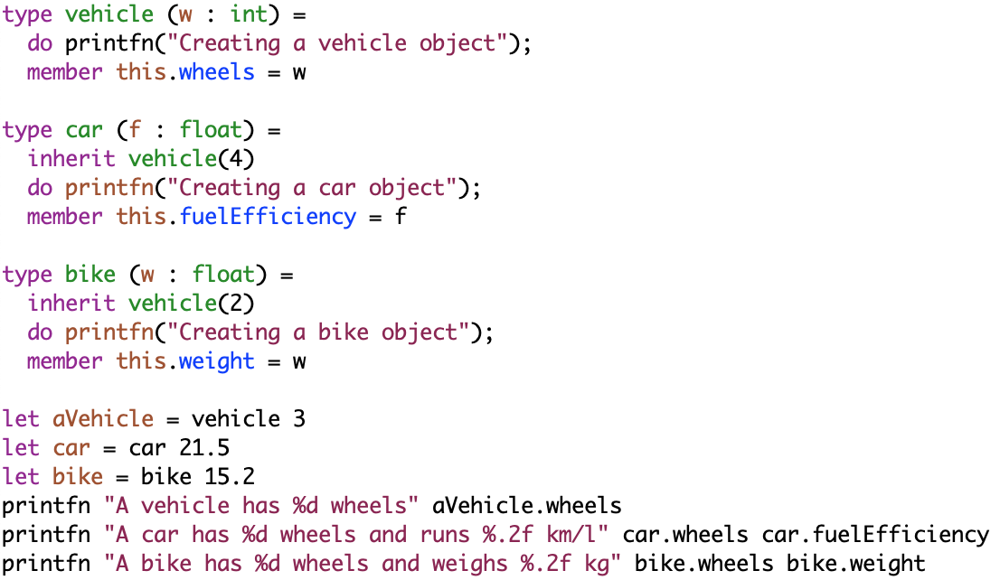 type vehicle (w : int) =
  do printfn("Creating a vehicle object");
  member this.wheels = w

type car (f : float) =
  inherit vehicle(4)
  do printfn("Creating a car object");
  member this.fuelEfficiency = f

type bike (w : float) =
  inherit vehicle(2)
  do printfn("Creating a bike object");
  member this.weight = w

let aVehicle = vehicle 3
let car = car 21.5
let bike = bike 15.2
printfn "A vehicle has %d wheels" aVehicle.wheels
printfn "A car has %d wheels and runs %.2f km/l" car.wheels car.fuelEfficiency
printfn "A bike has %d wheels and weighs %.2f kg" bike.wheels bike.weight